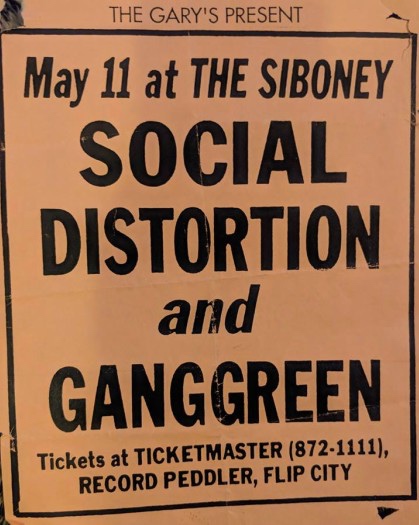 THE GARY'S PRESENT
May 11 at THE SIBONEY
SOCIAL
DISTORTION
and
GANGGREEN
Tickets at TICKETMASTER (872-1111),
RECORD PEDDLER, FLIP CITY